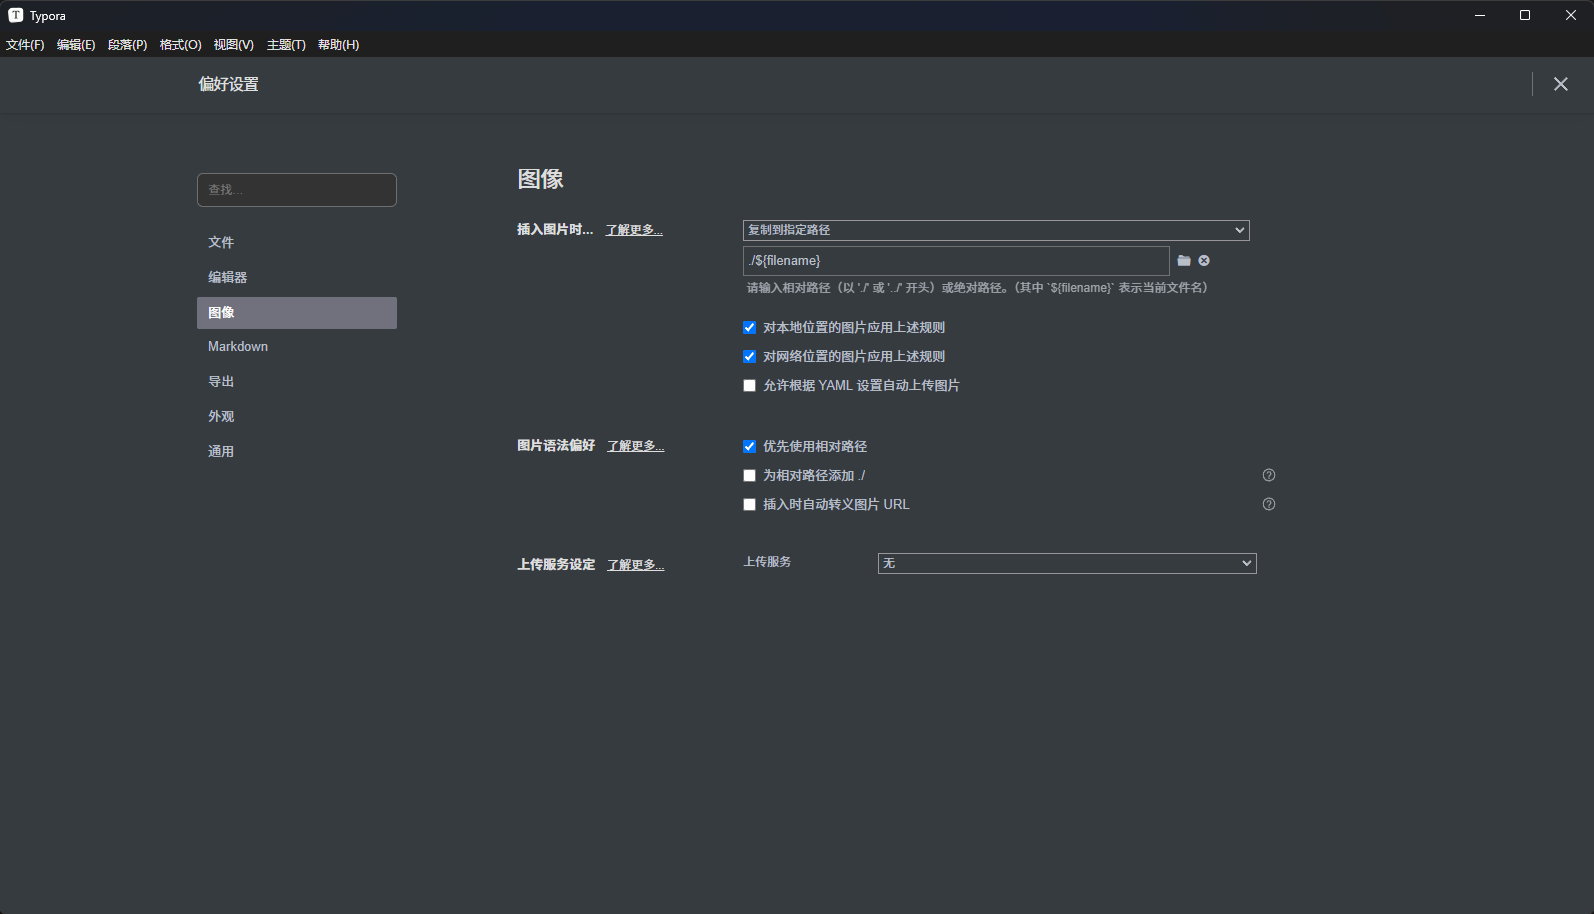 Typora
文件(F) 编辑(E) 段落(P) 格式(O) 视图(V) 主题(T) 帮助(H)
偏好设置
查找...
文件
编辑器
图像
Markdown
导出
外观
通用
图像
插入图片时... 了解更多...
复制到指定路径
./${filename}
请输入相对路径（以 './' 或 '../' 开头）或绝对路径。（其中 `${filename}` 表示当前文件名）
对本地位置的图片应用上述规则
对网络位置的图片应用上述规则
允许根据 YAML 设置自动上传图片
图片语法偏好 了解更多...
优先使用相对路径
为相对路径添加 ./
插入时自动转义图片 URL
上传服务设定 了解更多...
上传服务 无